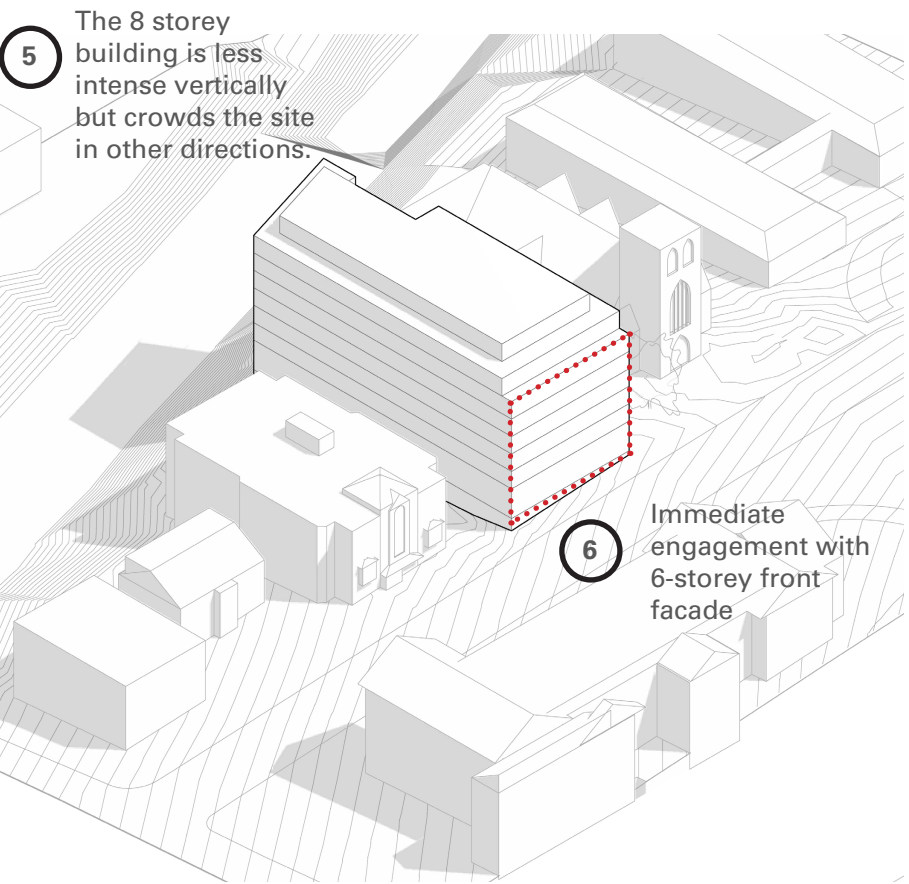 5
The 8 storey
building is less
intense vertically
but crowds the site
in other directions.
6
Immediate
engagement with
6-storey front
facade